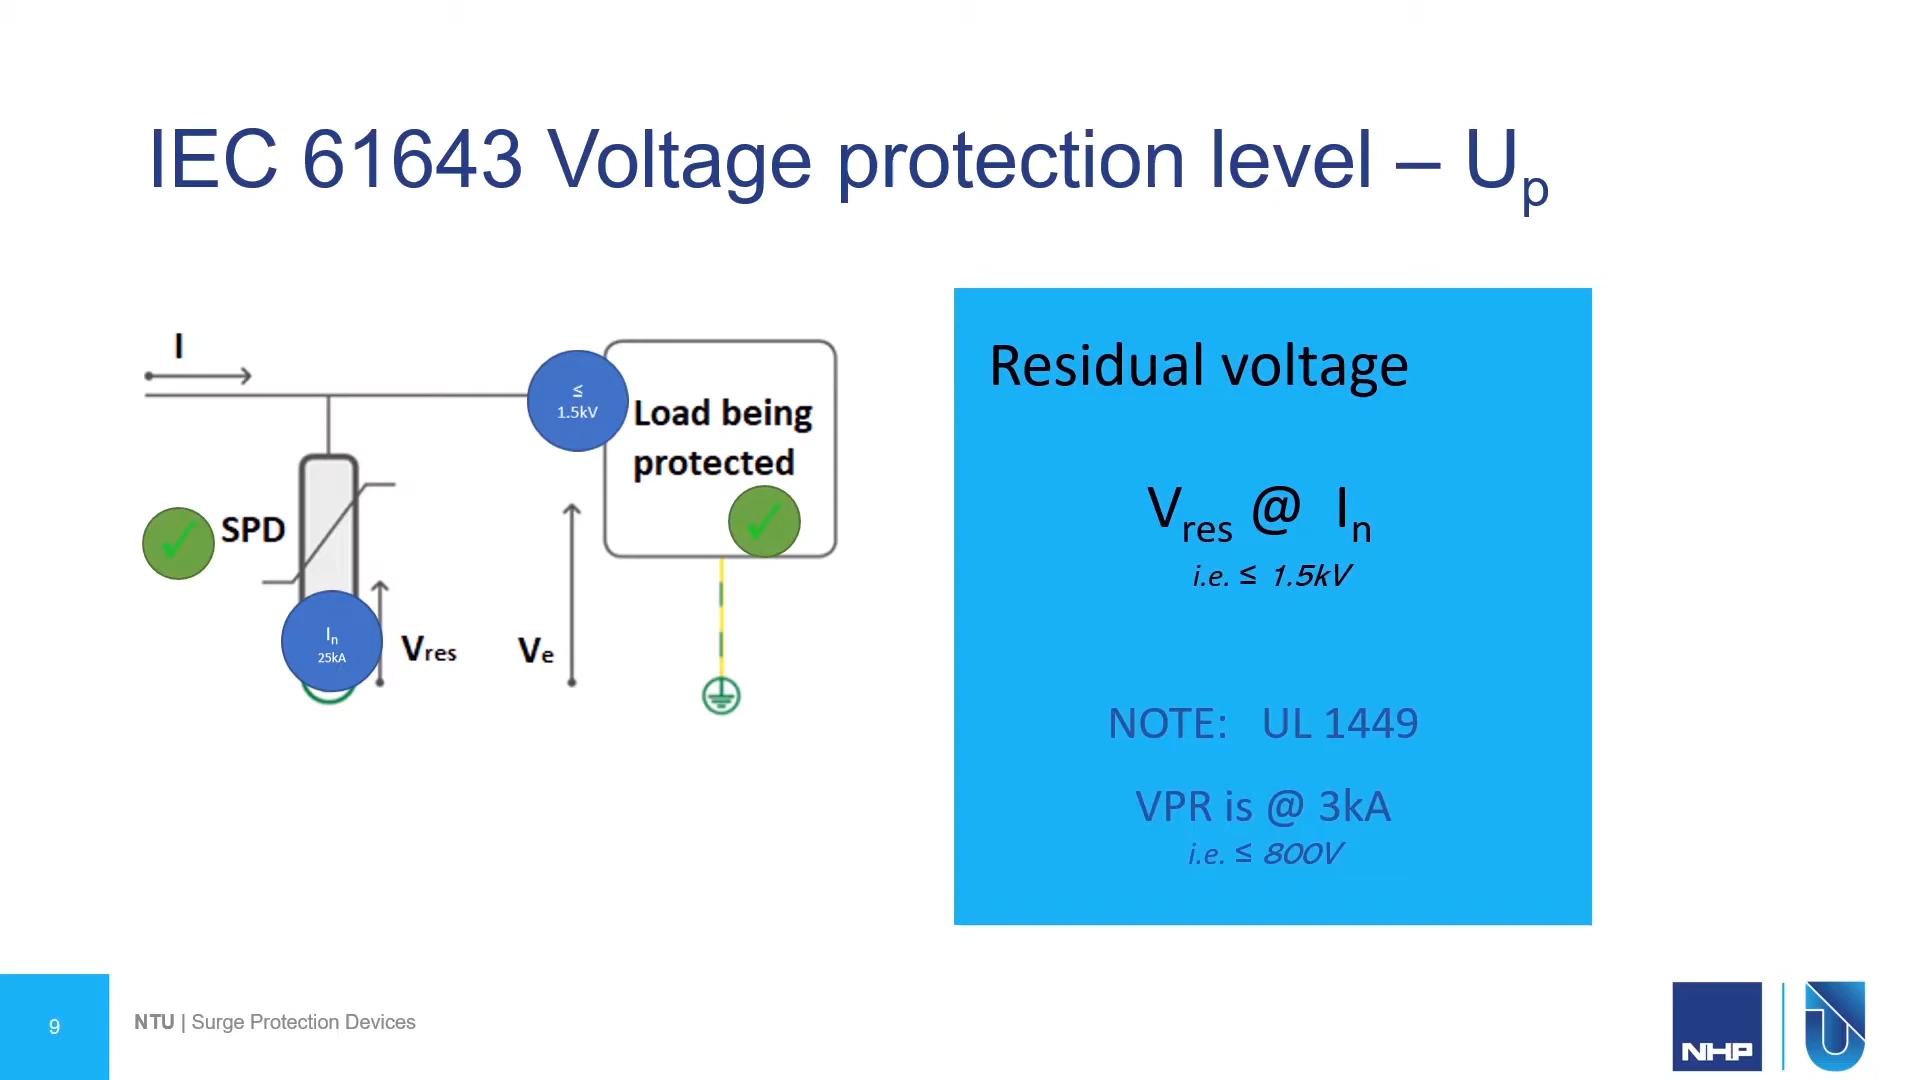 IEC 61643 Voltage protection level – Up
I
≤
1.5kV
Load being
protected
SPD
In
25kA
Vres
Ve
Residual voltage
Vres @ In
i.e. ≤ 1.5kV
NOTE: UL 1449
VPR is @ 3kA
i.e. ≤ 800V
9
NTU | Surge Protection Devices
NHP